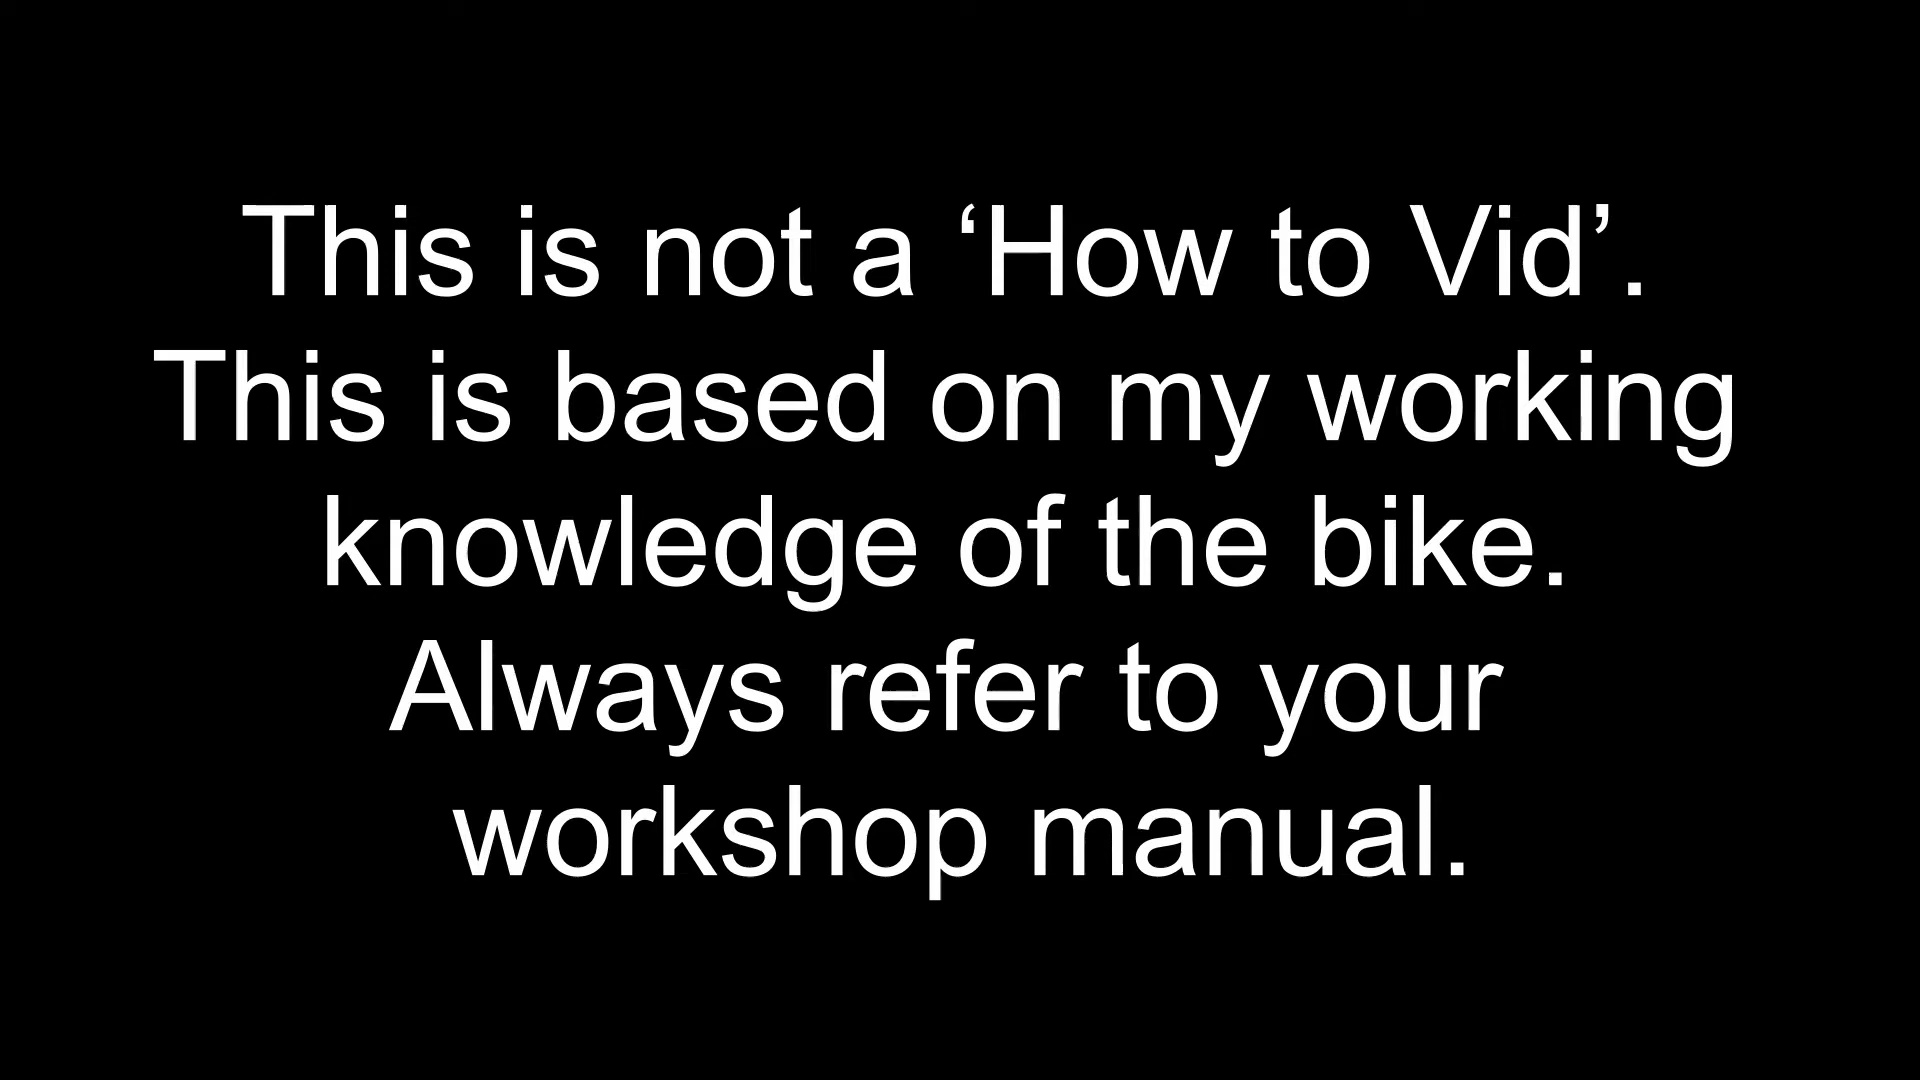 This is not a ‘How to Vid’.
This is based on my working
knowledge of the bike.
Always refer to your
workshop manual.